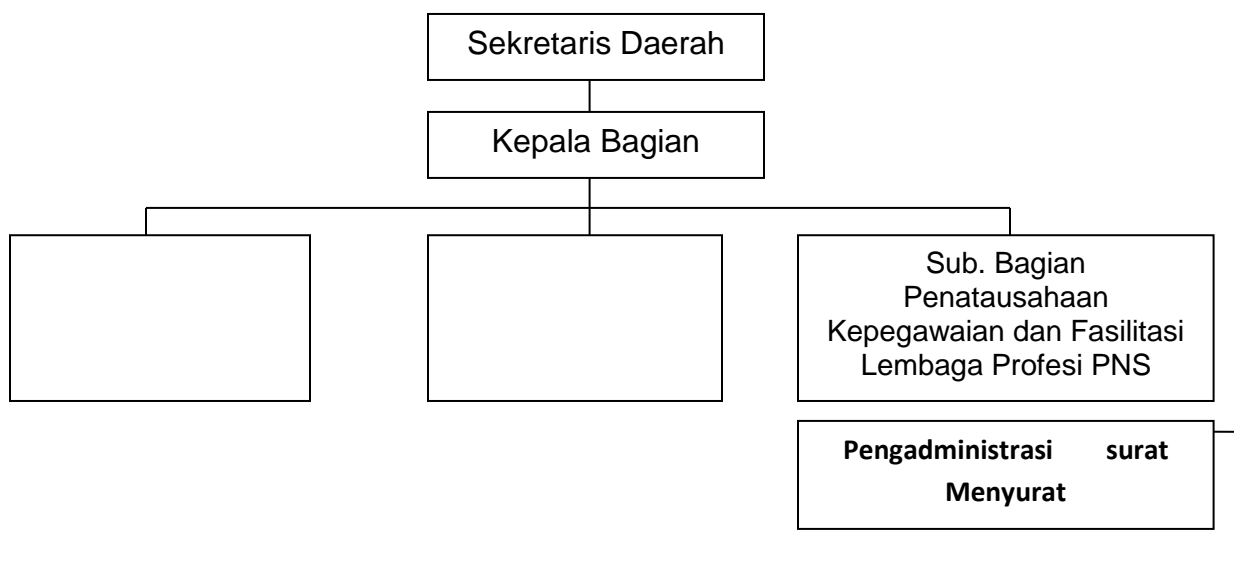 Sekretaris Daerah
Kepala Bagian
Sub. Bagian
Penatausahaan
Kepegawaian dan Fasilitasi
Lembaga Profesi PNS
Pengadministrasi surat
Menyurat